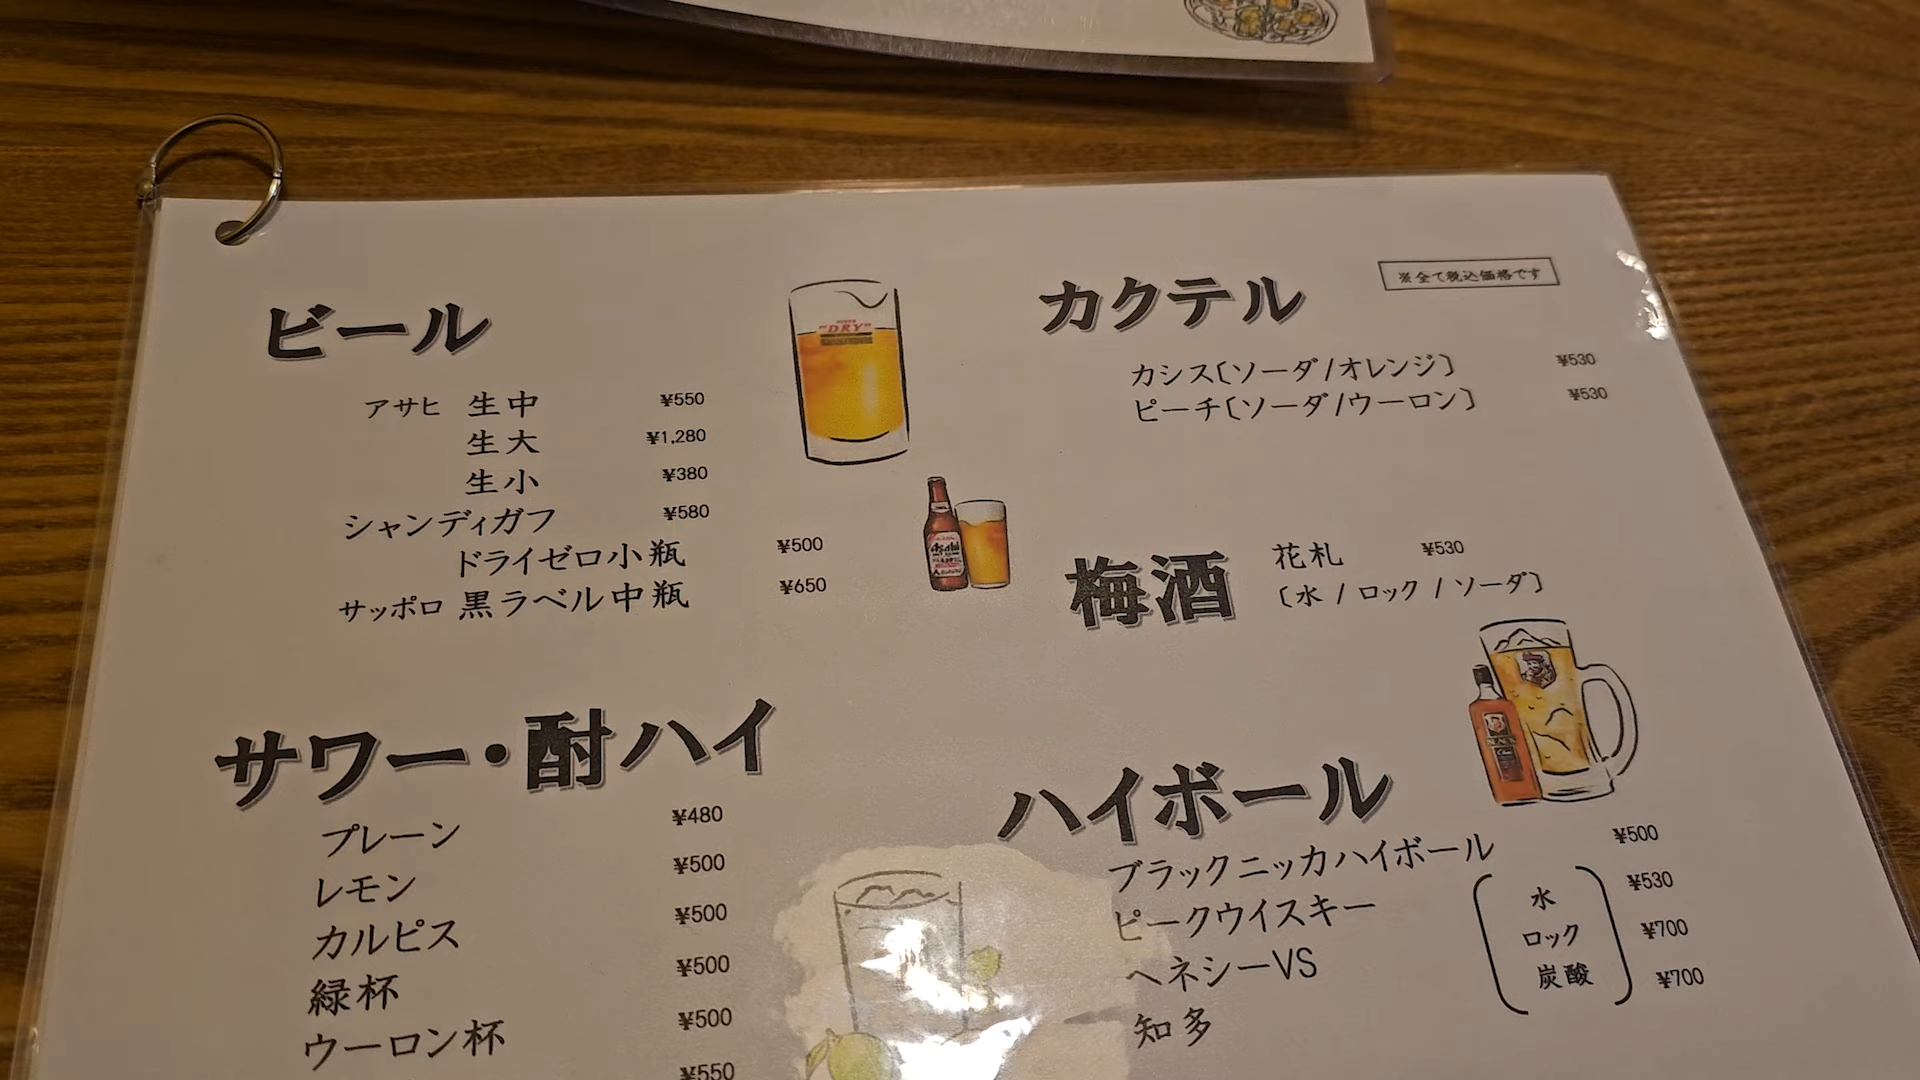 ビール
アサヒ 生中 ¥550
生大 ¥1,280
生小 ¥380
シャンディガフ ¥580
ドライゼロ小瓶 ¥500
サッポロ 黒ラベル中瓶 ¥650
"DRY"
Asahi
サワー・酎ハイ
プレーン ¥480
レモン ¥500
カルピス ¥500
緑杯 ¥500
ウーロン杯 ¥500
¥550
カクテル
※全て税込価格です
カシス〔ソーダ/オレンジ〕 ¥530
ピーチ〔ソーダ/ウーロン〕 ¥530
梅酒 花札 ¥530
〔水 / ロック / ソーダ〕
ハイボール
ブラックニッカハイボール ¥500
ピークウイスキー ¥530
ヘネシーVS ¥700
知多 ¥700
水
ロック
炭酸